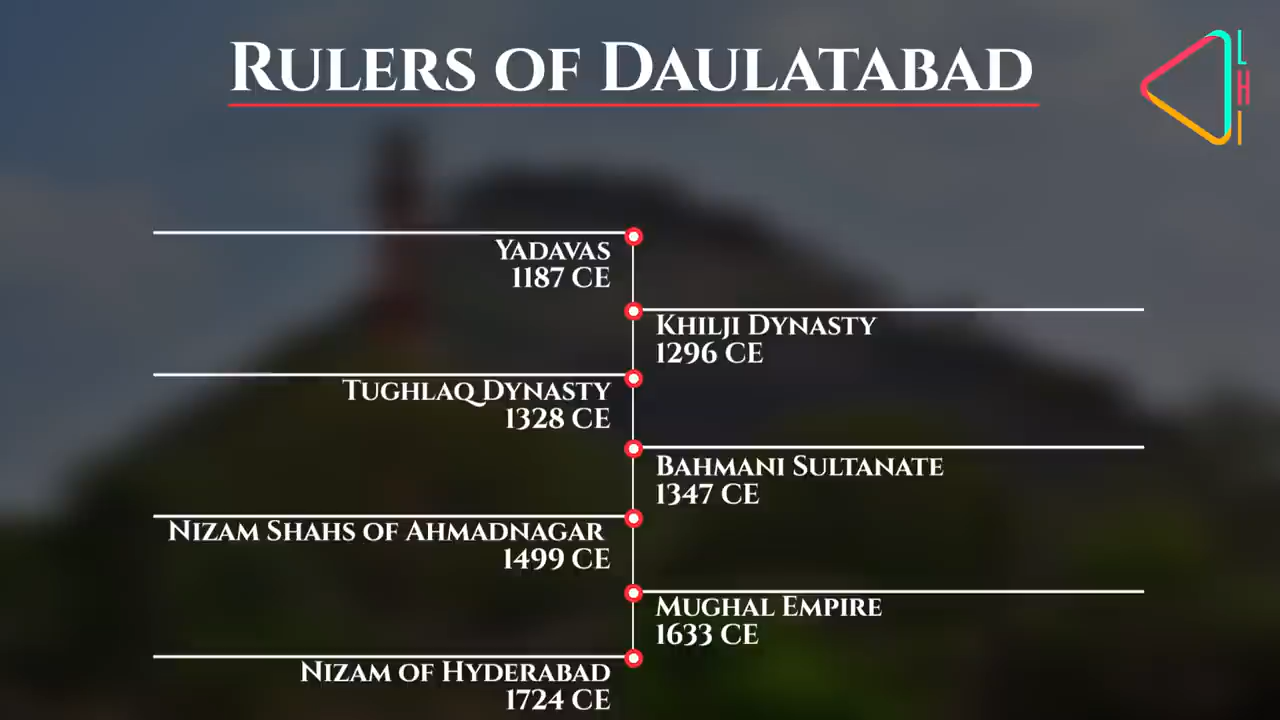 RULERS OF DAULATABAD
LHI
YADAVAS
1187 CE
KHILJI DYNASTY
1296 CE
TUGHLAQ DYNASTY
1328 CE
BAHMANI SULTANATE
1347 CE
NIZAM SHAHS OF AHMADNAGAR
1499 CE
MUGHAL EMPIRE
1633 CE
NIZAM OF HYDERABAD
1724 CE